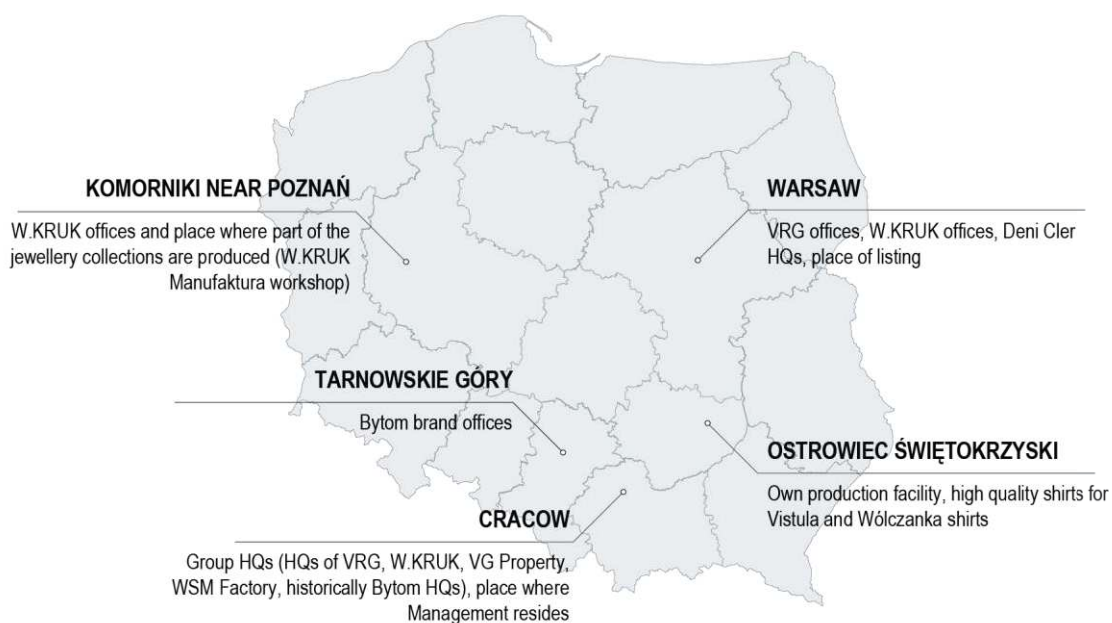 KOMORNIKI NEAR POZNAŃ
W.KRUK offices and place where part of the
jewellery collections are produced (W.KRUK
Manufaktura workshop)
WARSAW
VRG offices, W.KRUK offices, Deni Cler
HQs, place of listing
TARNOWSKIE GÓRY
Bytom brand offices
OSTROWIEC ŚWIĘTOKRZYSKI
Own production facility, high quality shirts for
Vistula and Wólczanka shirts
CRACOW
Group HQs (HQs of VRG, W.KRUK, VG Property,
WSM Factory, historically Bytom HQs), place where
Management resides